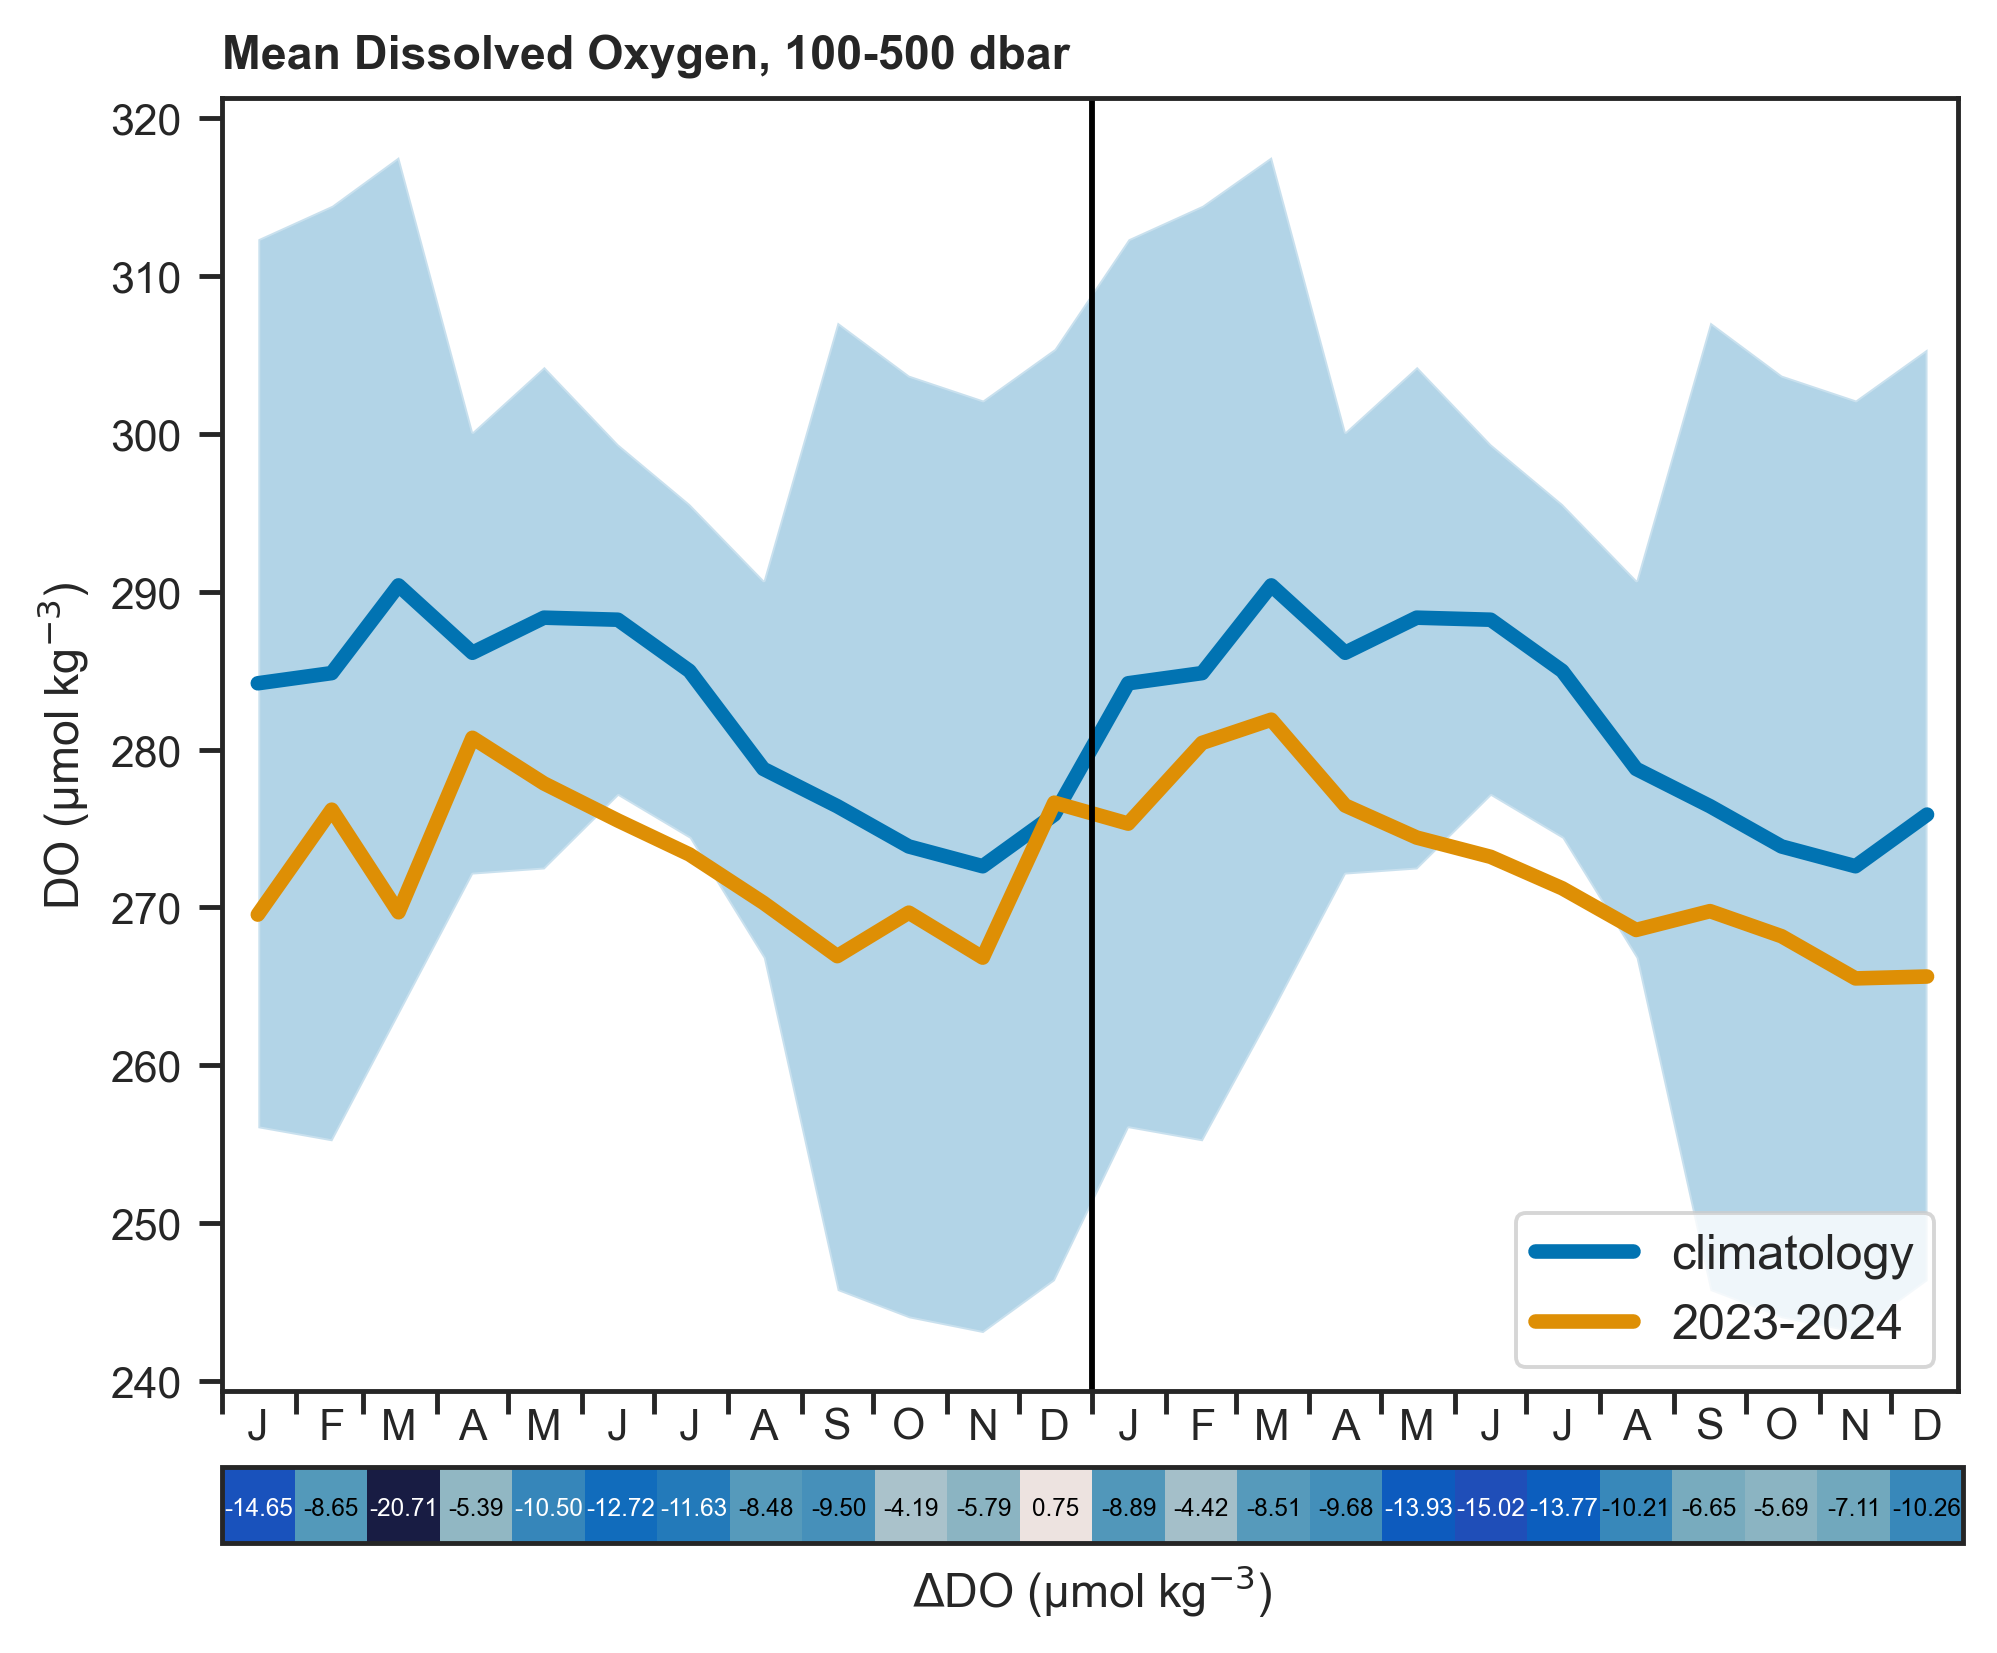 Mean Dissolved Oxygen, 100-500 dbar
320
310
300
290
280
270
260
250
240
DO (µmol kg⁻³)
climatology
2023-2024
J F M A M J J A S O N D J F M A M J J A S O N D
-14.65 -8.65 -20.71 -5.39 -10.50 -12.72 -11.63 -8.48 -9.50 -4.19 -5.79 0.75 -8.89 -4.42 -8.51 -9.68 -13.93 -15.02 -13.77 -10.21 -6.65 -5.69 -7.11 -10.26
ΔDO (µmol kg⁻³)